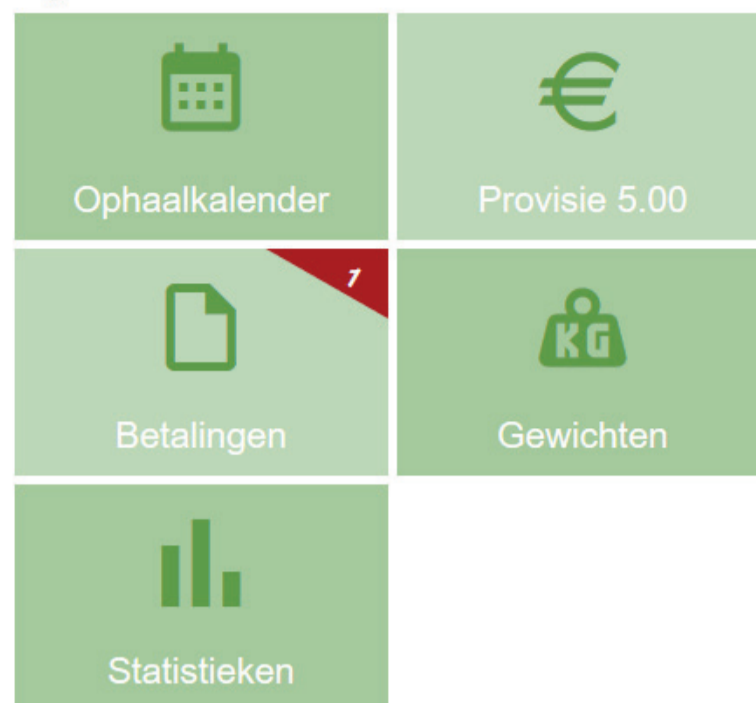 Ophaalkalender
Provisie 5.00
1
Betalingen
KG
Gewichten
Statistieken